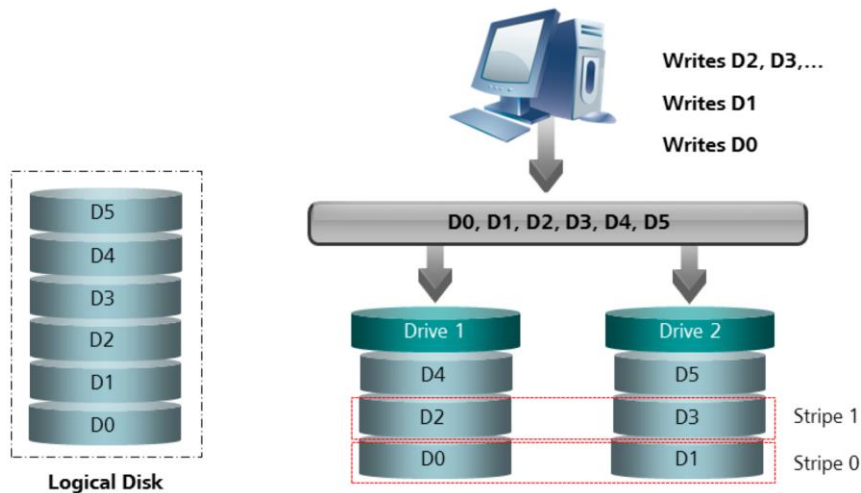 Writes D2, D3,...
Writes D1
Writes D0
D0, D1, D2, D3, D4, D5
D5
D4
D3
D2
D1
D0
Logical Disk
Drive 1
D4
D2
D0
Drive 2
D5
D3
D1
Stripe 1
Stripe 0